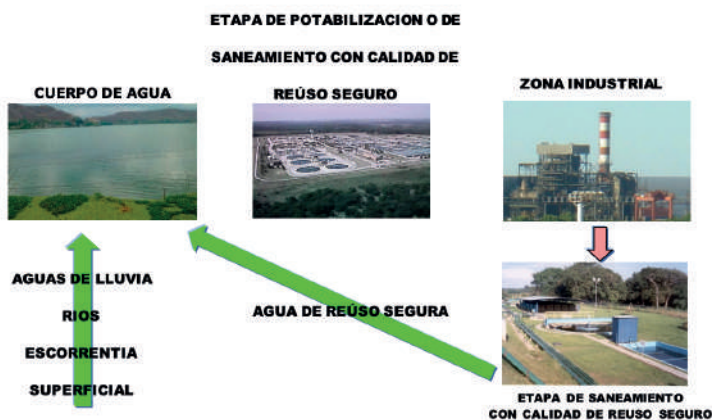 ETAPA DE POTABILIZACION O DE
SANEAMIENTO CON CALIDAD DE
REÚSO SEGURO
CUERPO DE AGUA
ZONA INDUSTRIAL
AGUAS DE LLUVIA
RIOS
ESCORRENTIA
SUPERFICIAL
AGUA DE REÚSO SEGURA
ETAPA DE SANEAMIENTO
CON CALIDAD DE REUSO SEGURO